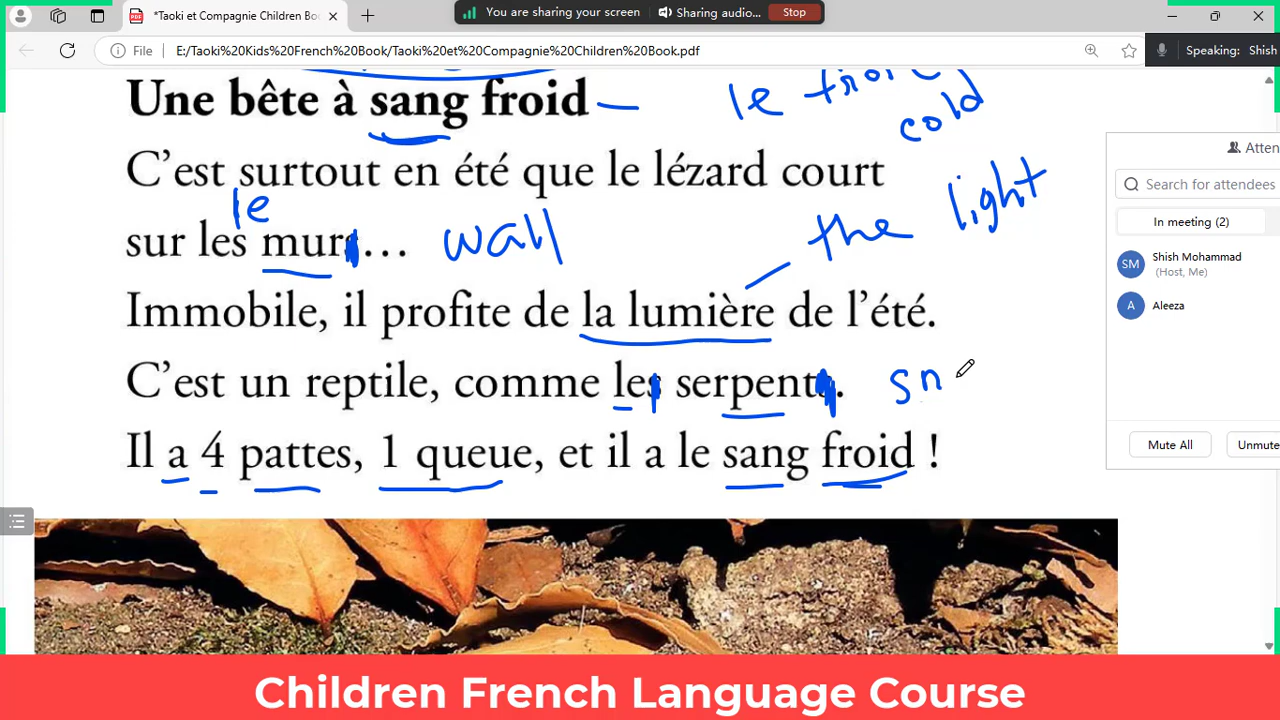 *Taoki et Compagnie Children Bo
You are sharing your screen
Sharing audio...
Stop
File
E:/Taoki%20Kids%20French%20Book/Taoki%20et%20Compagnie%20Children%20Book.pdf
Speaking: Shish
Une bête à sang froid
le froid
cold
C'est surtout en été que le lézard court
le
sur les murs...
wall
the light
Immobile, il profite de la lumière de l'été.
C'est un reptile, comme les serpents.
sn
Il a 4 pattes, 1 queue, et il a le sang froid !
Atten
Search for attendees
In meeting (2)
SM
Shish Mohammad
(Host, Me)
A
Aleeza
Mute All
Unmute
Children French Language Course